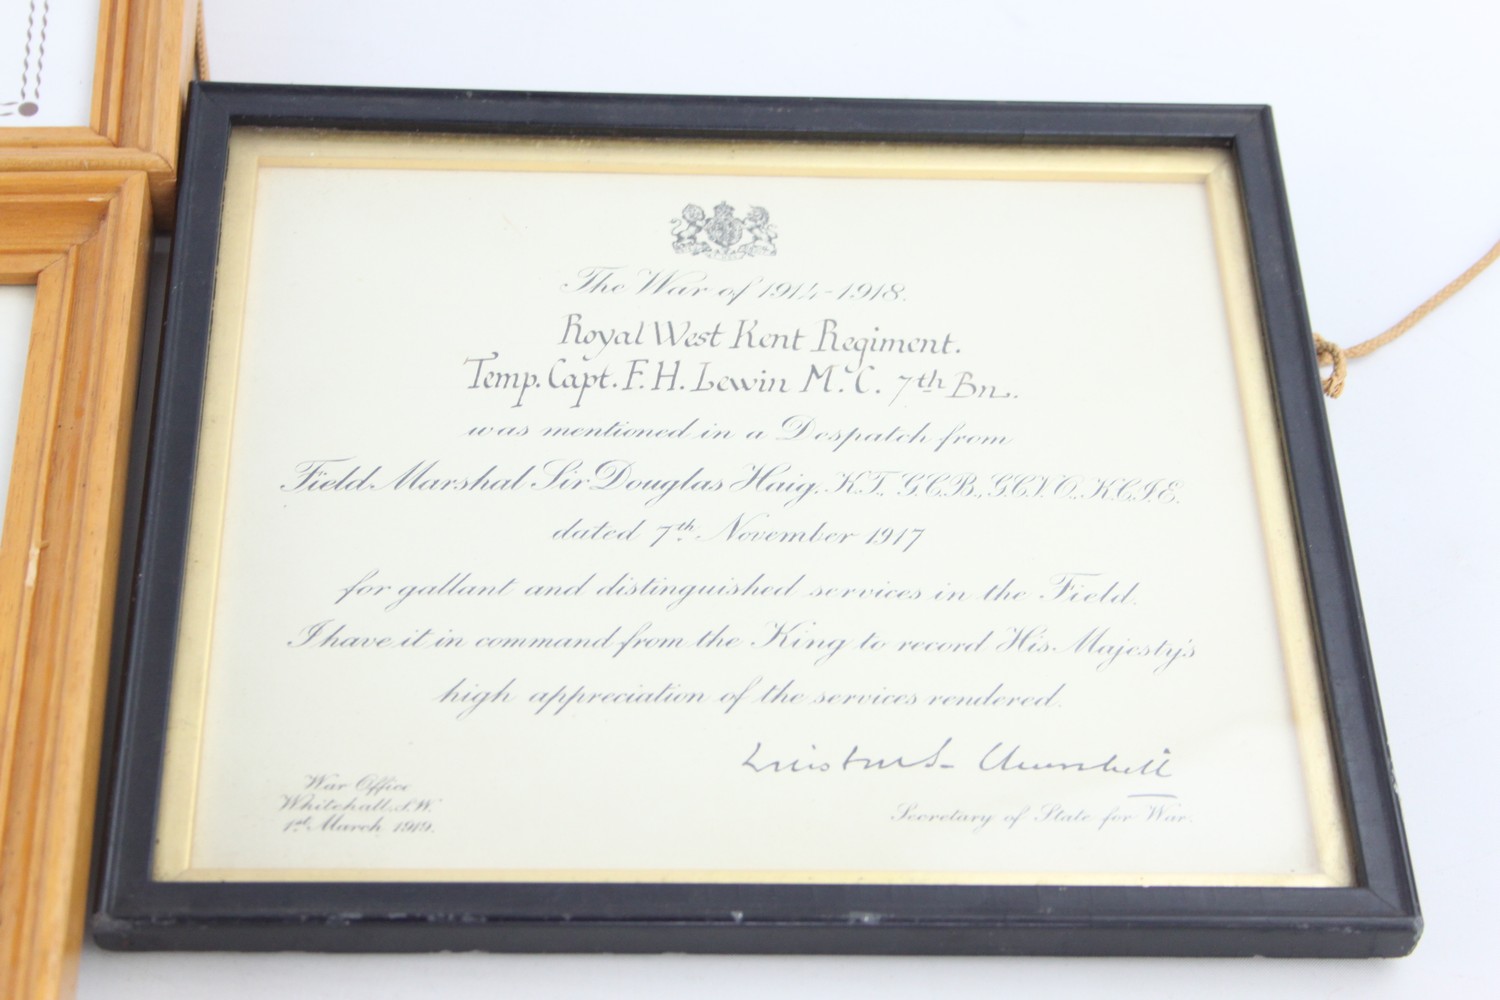 The War of 1914-1918.
Royal West Kent Regiment.
Temp. Capt. F. H. Lewin M.C. 7th Bn.
was mentioned in a Despatch from
Field Marshal Sir Douglas Haig, K.T., G.C.B., G.C.V.O., K.C.I.E.
dated 7th November 1917
for gallant and distinguished services in the Field.
I have it in command from the King to record His Majesty's
high appreciation of the services rendered.
Winston S. Churchill
Secretary of State for War.
War Office
Whitehall, S.W.
1st March 1919.